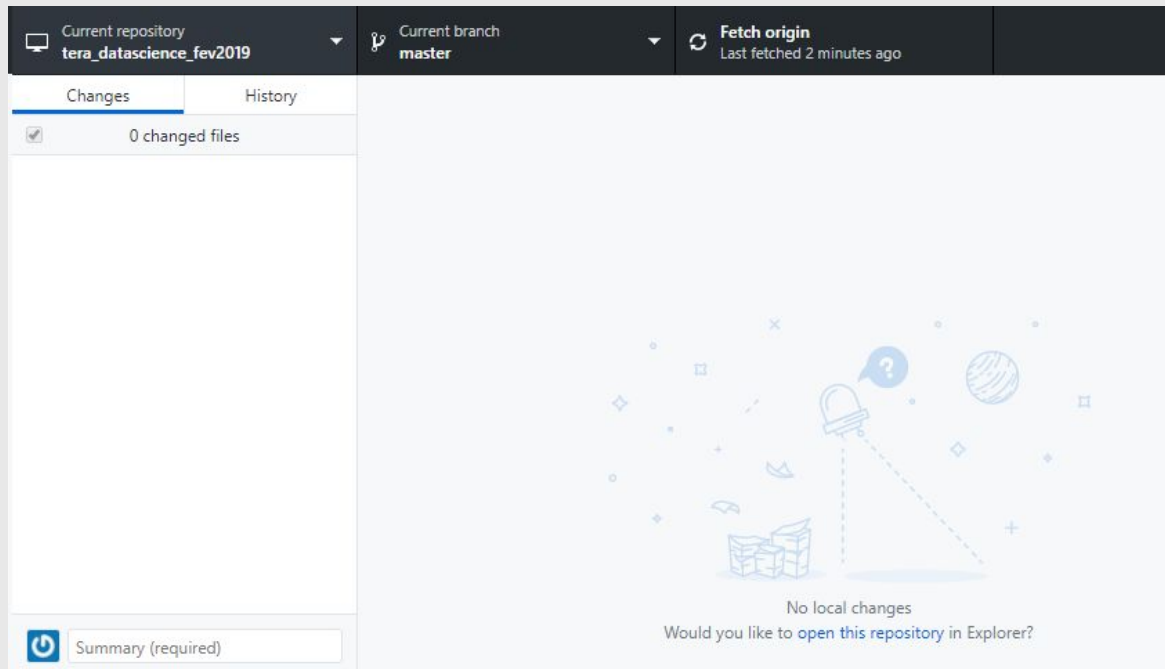 Current repository
tera_datascience_fev2019
Current branch
master
Fetch origin
Last fetched 2 minutes ago
Changes
History
0 changed files
?
No local changes
Would you like to open this repository in Explorer?
Summary (required)